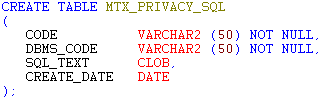 CREATE TABLE MTX_PRIVACY_SQL
(
CODE VARCHAR2 (50) NOT NULL,
DBMS_CODE VARCHAR2 (50) NOT NULL,
SQL_TEXT CLOB,
CREATE_DATE DATE
);